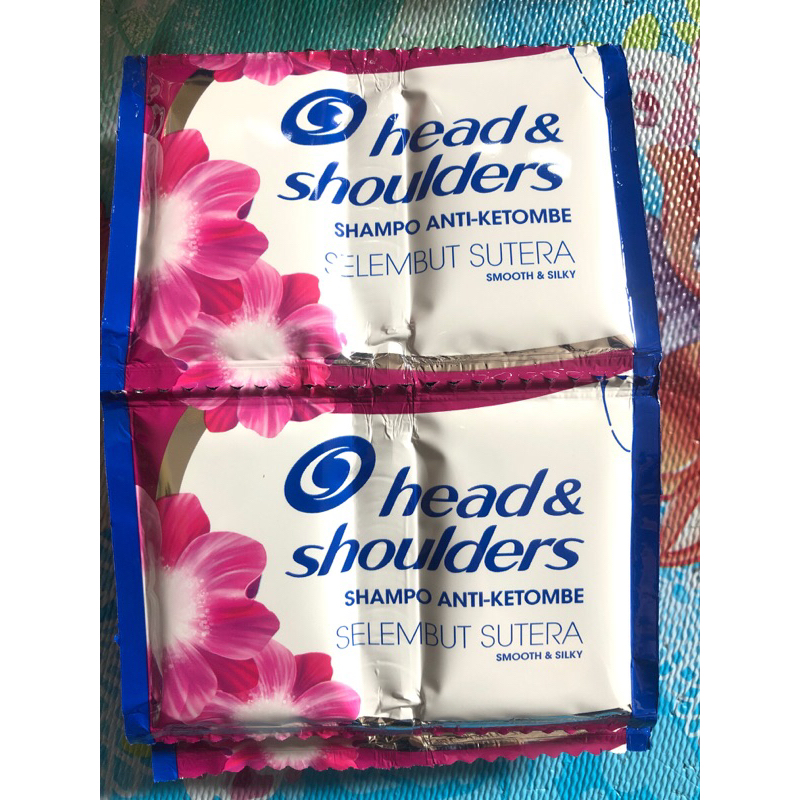 head &
shoulders
SHAMPO ANTI-KETOMBE
SELEMBUT SUTERA
SMOOTH & SILKY
head &
shoulders
SHAMPO ANTI-KETOMBE
SELEMBUT SUTERA
SMOOTH & SILKY